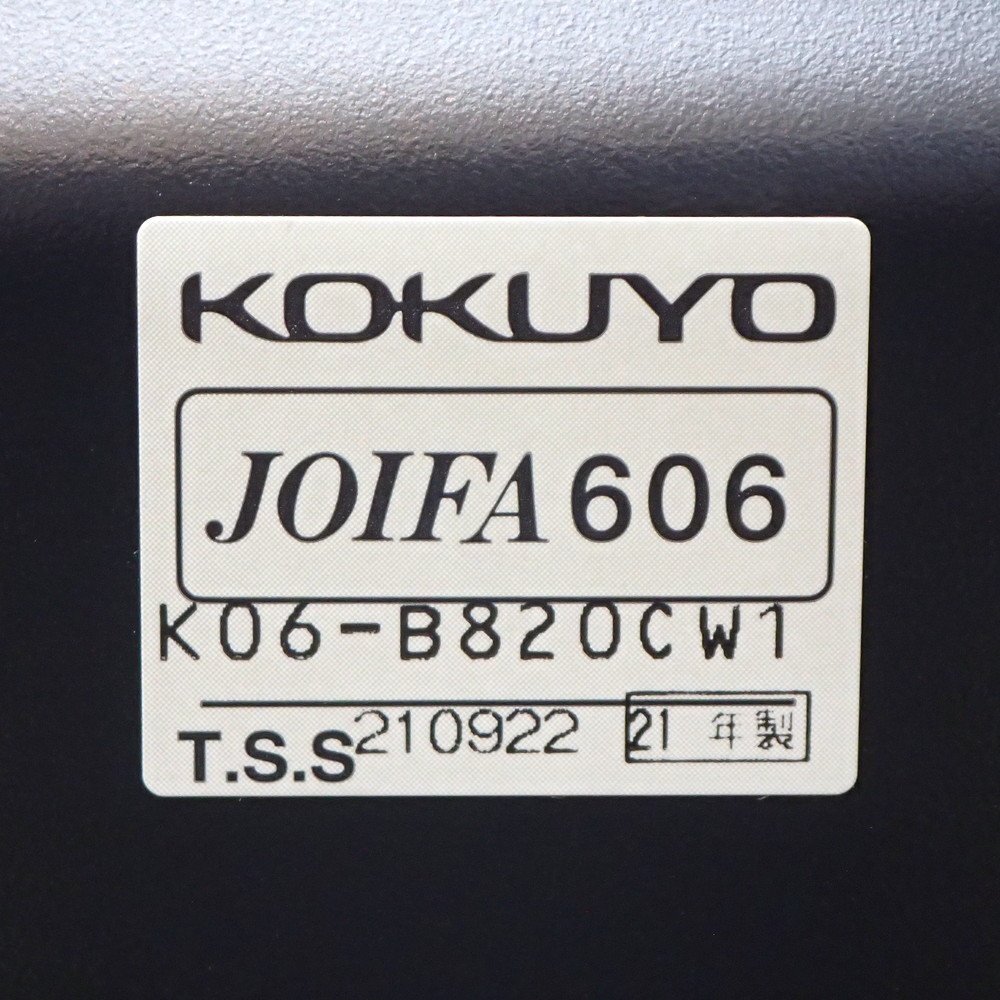 KOKUYO
JOIFA 606
K06-B820CW1
T.S.S 210922 21 年製